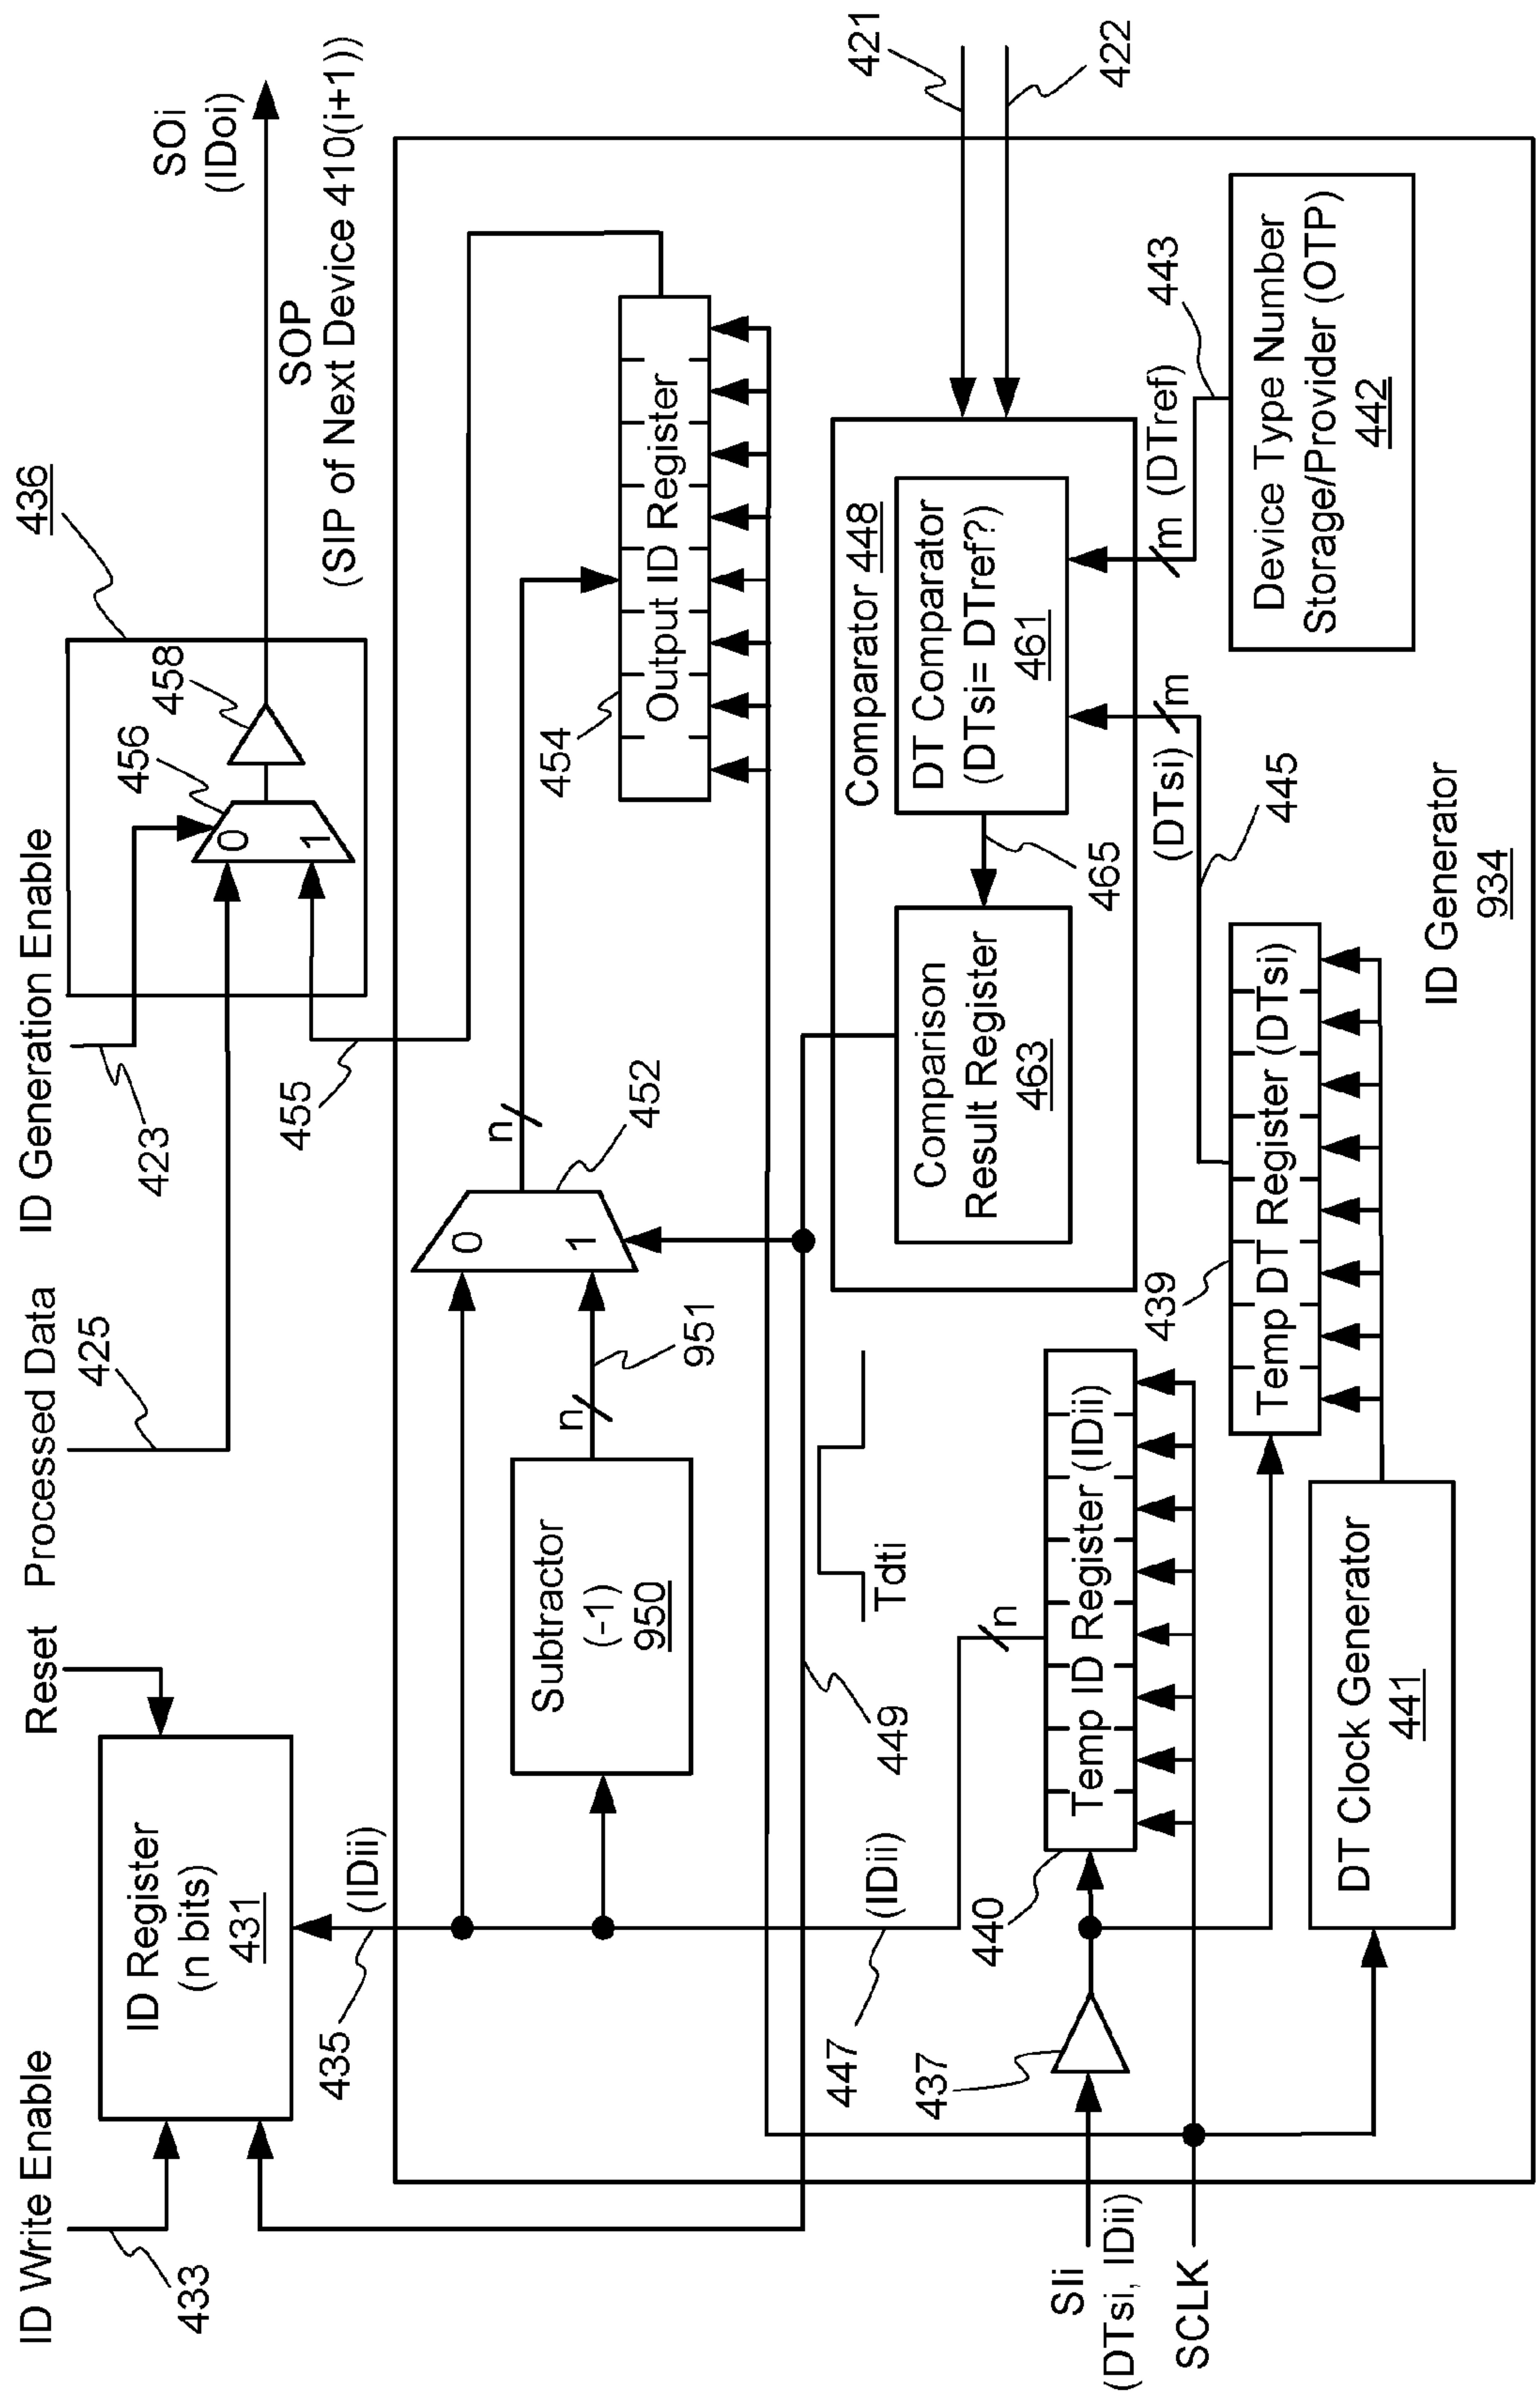 ID Write Enable
433
Reset
Processed Data
425
ID Generation Enable
423
436
456
458
0
1
SOi
(IDoi)
SOP
(SIP of Next Device 410(i+1))
ID Register
(n bits)
431
435
(IDii)
455
Subtractor
(-1)
950
n
951
0
1
452
n
454
Output ID Register
421
422
447
(IDii)
449
Tdti
n
Comparator 448
Comparison
Result Register
463
465
DT Comparator
(DTsi= DTref?)
461
SIi
(DTsi, IDii)
SCLK
437
440
Temp ID Register (IDii)
439
Temp DT Register (DTsi)
(DTsi)
m
445
m (DTref)
443
DT Clock Generator
441
Device Type Number
Storage/Provider (OTP)
442
ID Generator
934